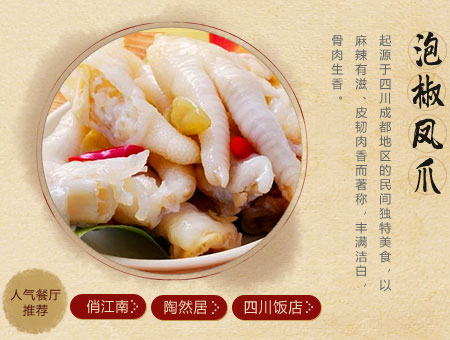 泡椒凤爪
起源于四川成都地区的民间独特美食，以
麻辣有滋、皮韧肉香而著称，丰满洁白，
骨肉生香。
人气餐厅
推荐
俏江南
陶然居
四川饭店